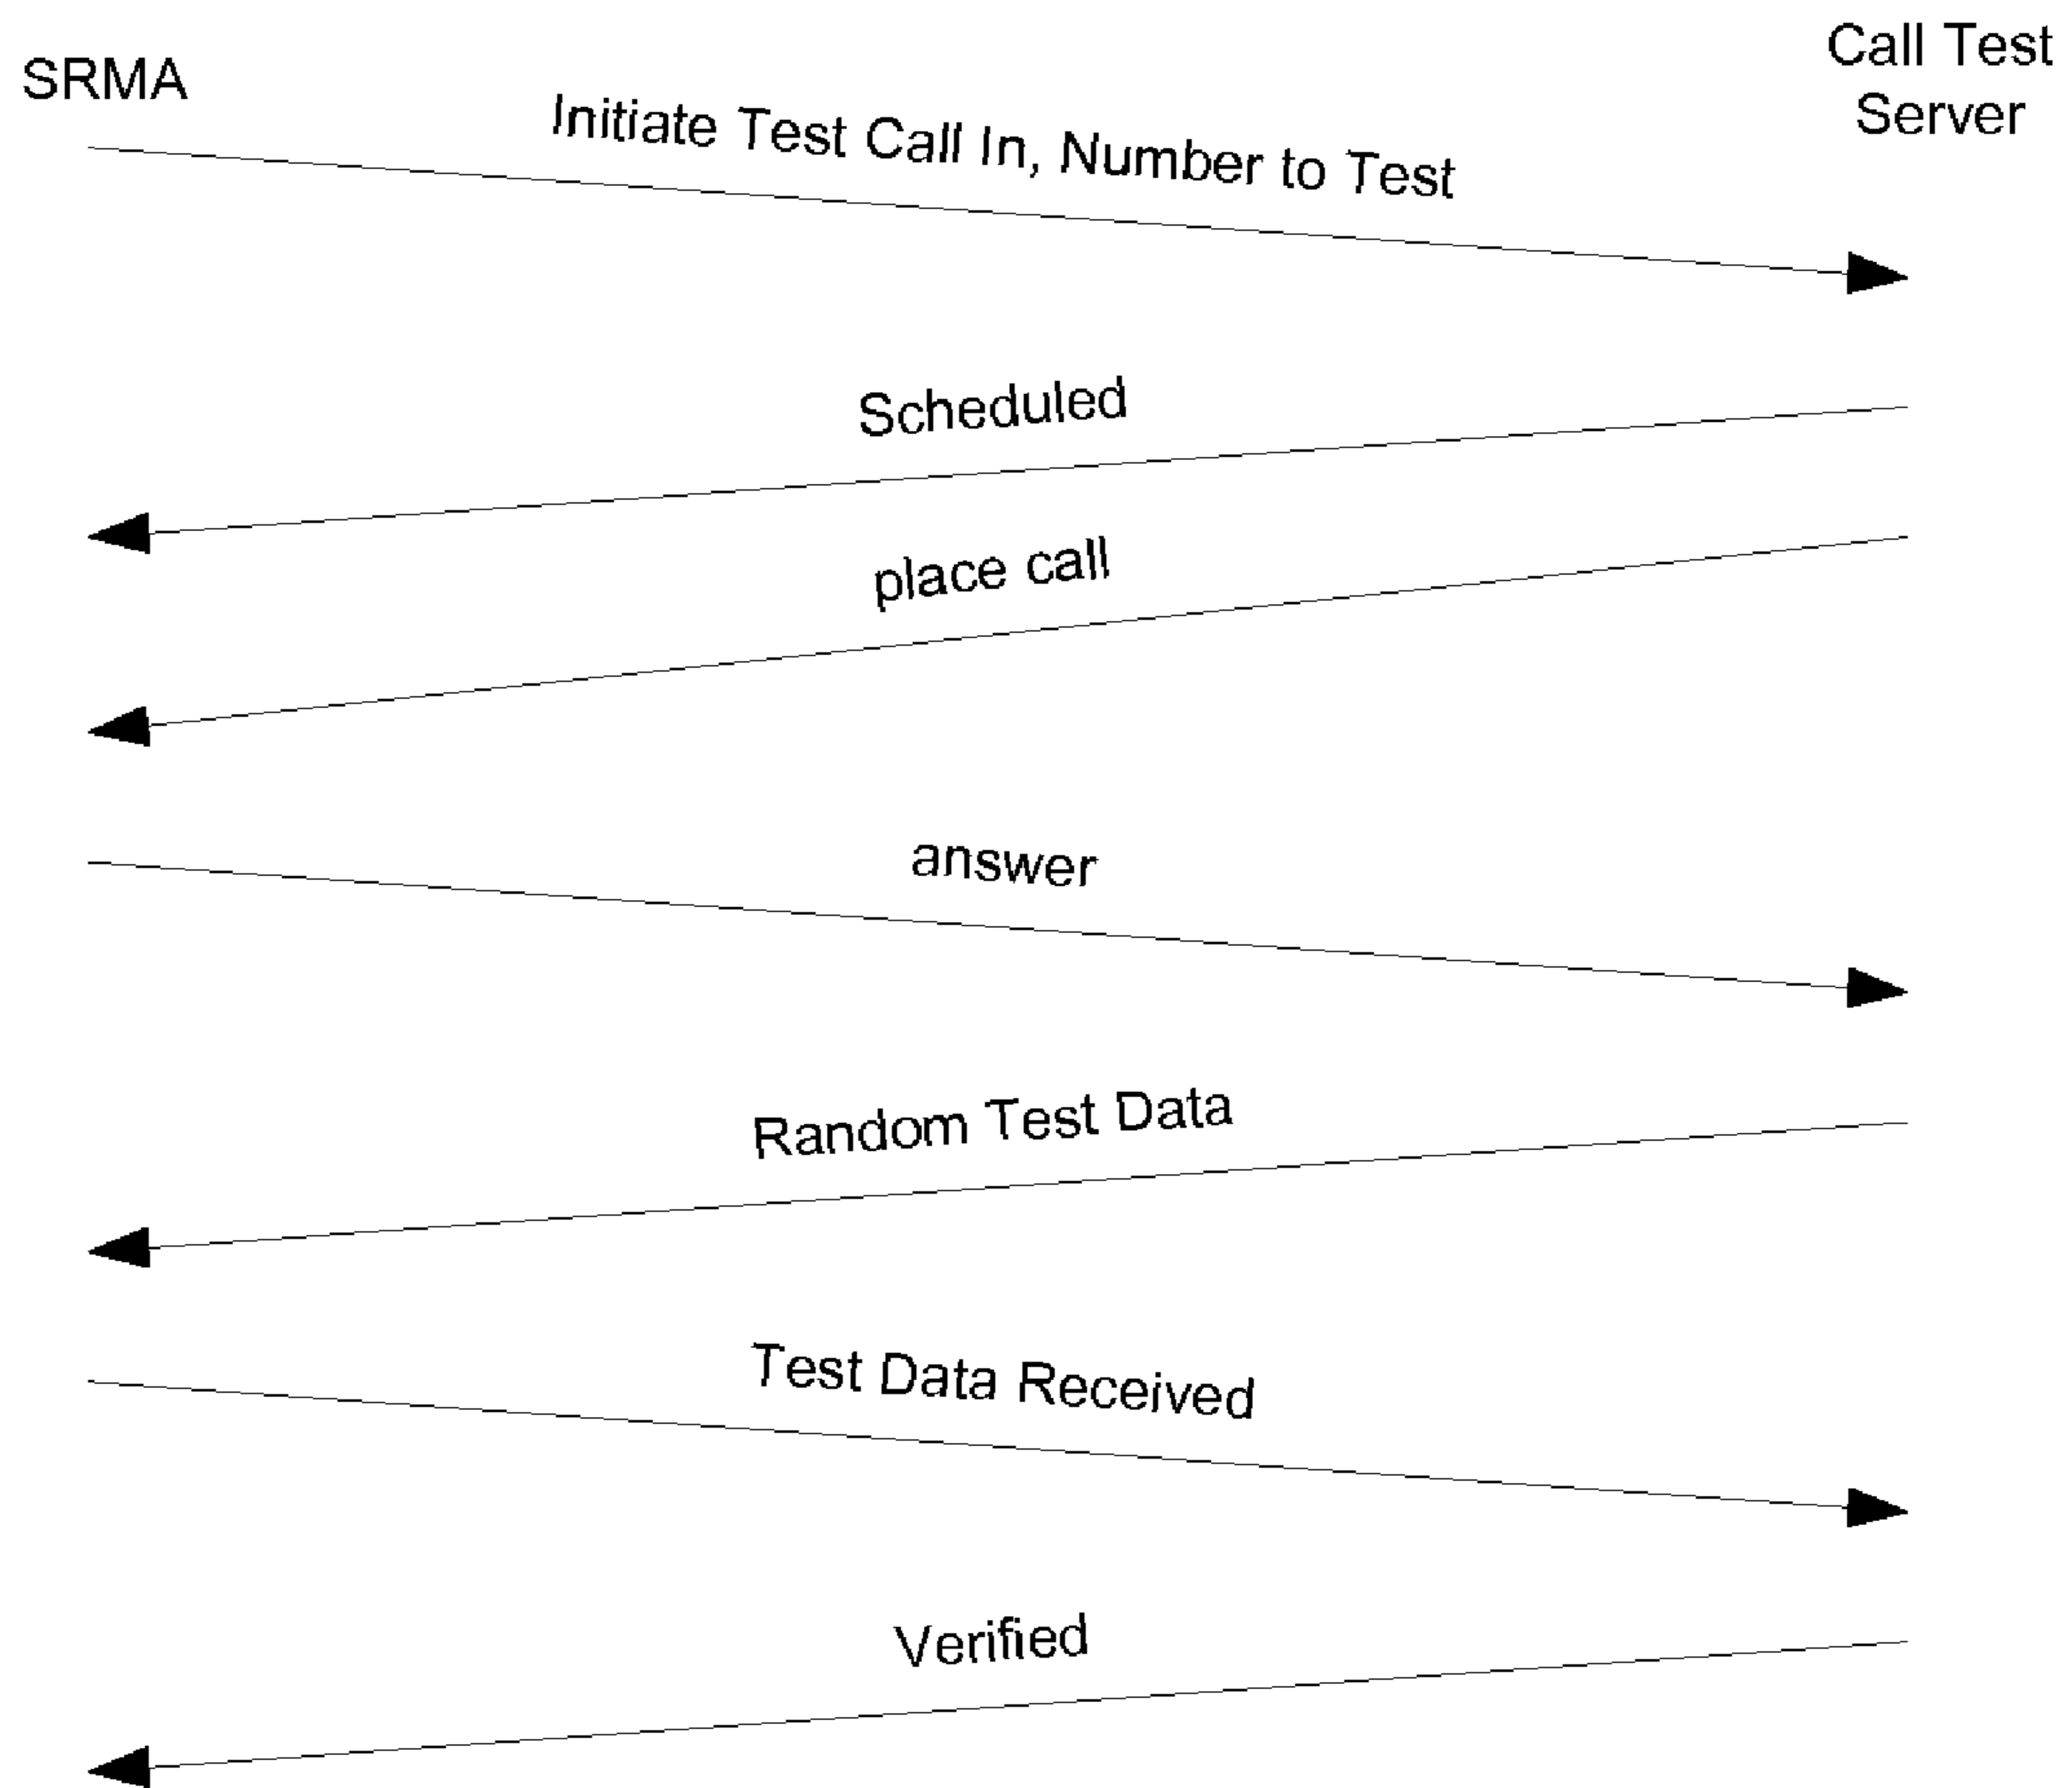 SRMA
Call Test
Server
Initiate Test Call In, Number to Test
Scheduled
place call
answer
Random Test Data
Test Data Received
Verified